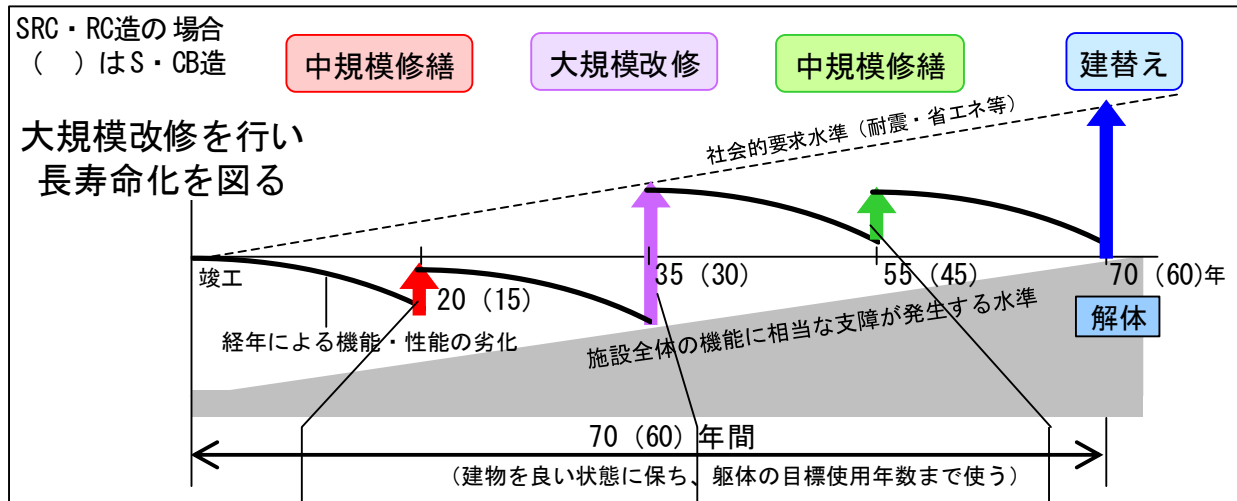 SRC・RC造の場合
（　）はS・CB造
中規模修繕
大規模改修
中規模修繕
建替え
大規模改修を行い
長寿命化を図る
社会的要求水準（耐震・省エネ等）
竣工
20（15）
35（30）
55（45）
70（60）年
経年による機能・性能の劣化
施設全体の機能に相当な支障が発生する水準
解体
70（60）年間
（建物を良い状態に保ち、躯体の目標使用年数まで使う）